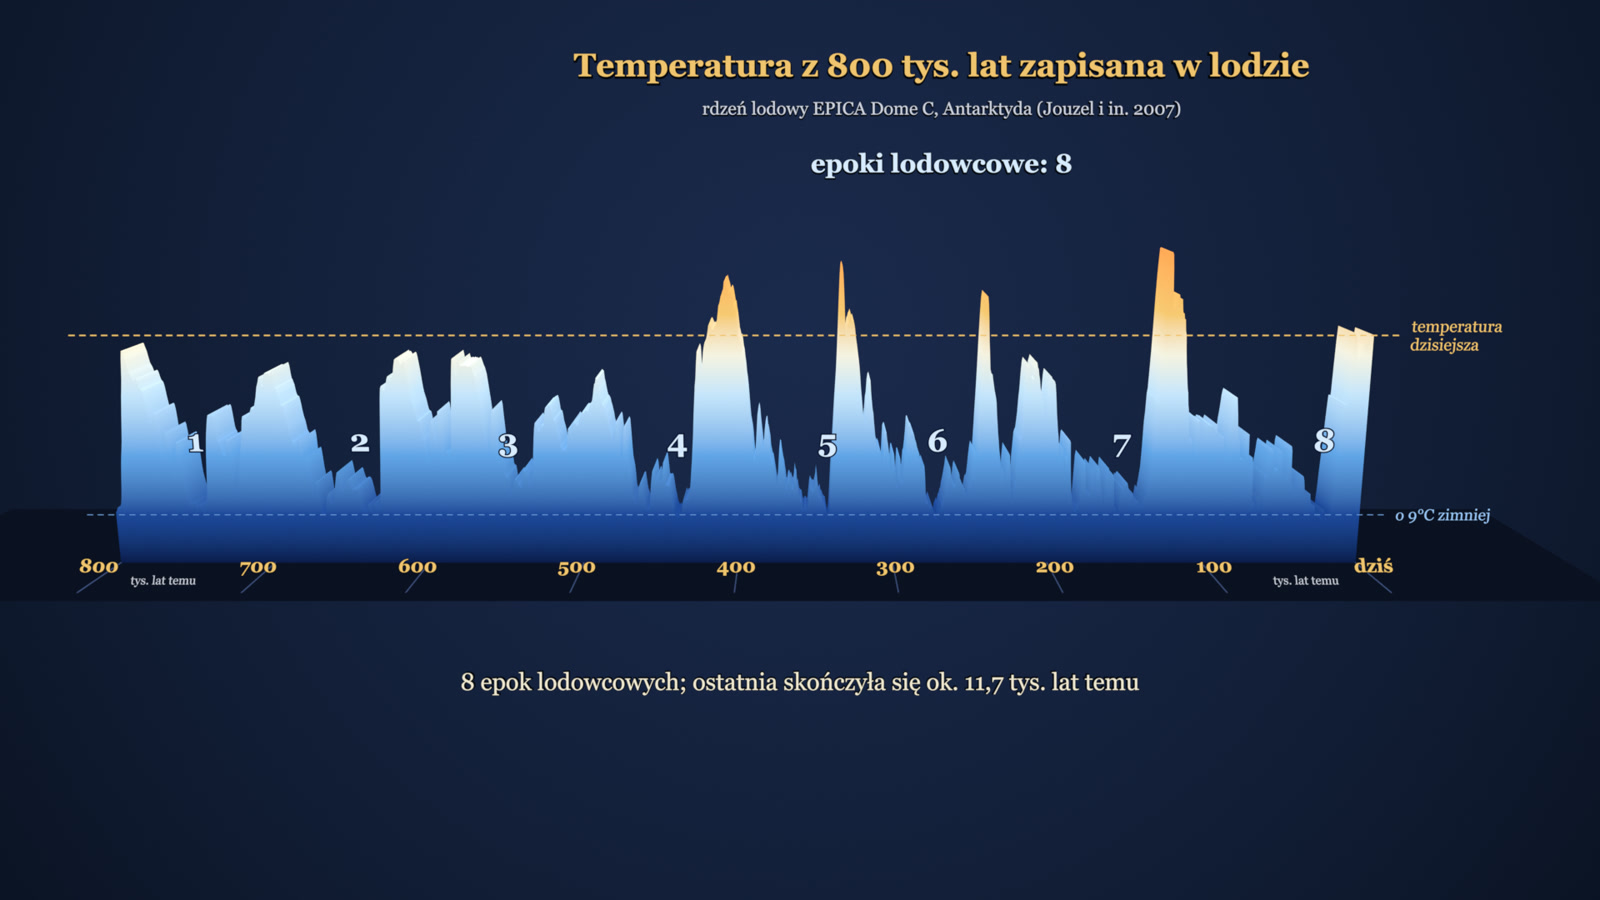 Temperatura z 800 tys. lat zapisana w lodzie
rdzeń lodowy EPICA Dome C, Antarktyda (Jouzel i in. 2007)
epoki lodowcowe: 8
temperatura
dzisiejsza
1
2
3
4
5
6
7
8
o 9°C zimniej
800
700
600
500
400
300
200
100
dziś
tys. lat temu
tys. lat temu
8 epok lodowcowych; ostatnia skończyła się ok. 11,7 tys. lat temu